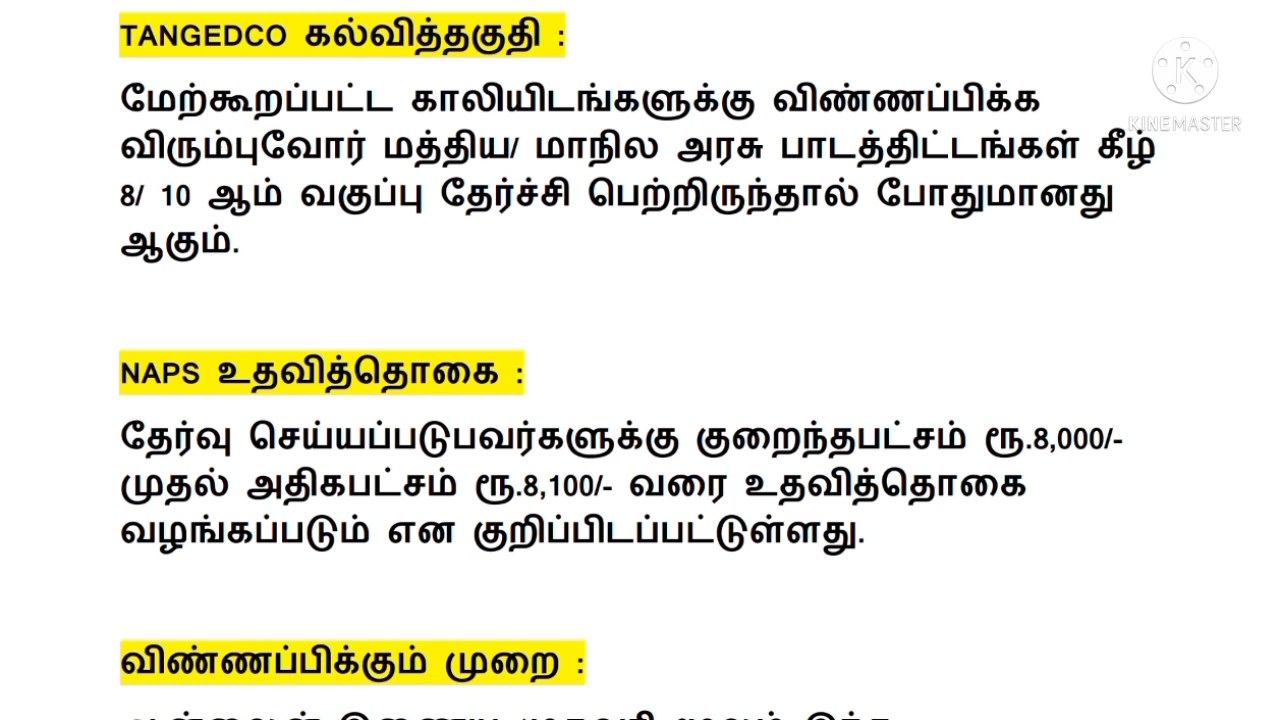 TANGEDCO கல்வித்தகுதி :
மேற்கூறப்பட்ட காலியிடங்களுக்கு விண்ணப்பிக்க
விரும்புவோர் மத்திய/ மாநில அரசு பாடத்திட்டங்கள் கீழ்
8/ 10 ஆம் வகுப்பு தேர்ச்சி பெற்றிருந்தால் போதுமானது
ஆகும்.
NAPS உதவித்தொகை :
தேர்வு செய்யப்படுபவர்களுக்கு குறைந்தபட்சம் ரூ.8,000/-
முதல் அதிகபட்சம் ரூ.8,100/- வரை உதவித்தொகை
வழங்கப்படும் என குறிப்பிடப்பட்டுள்ளது.
விண்ணப்பிக்கும் முறை :
K
KINEMASTER